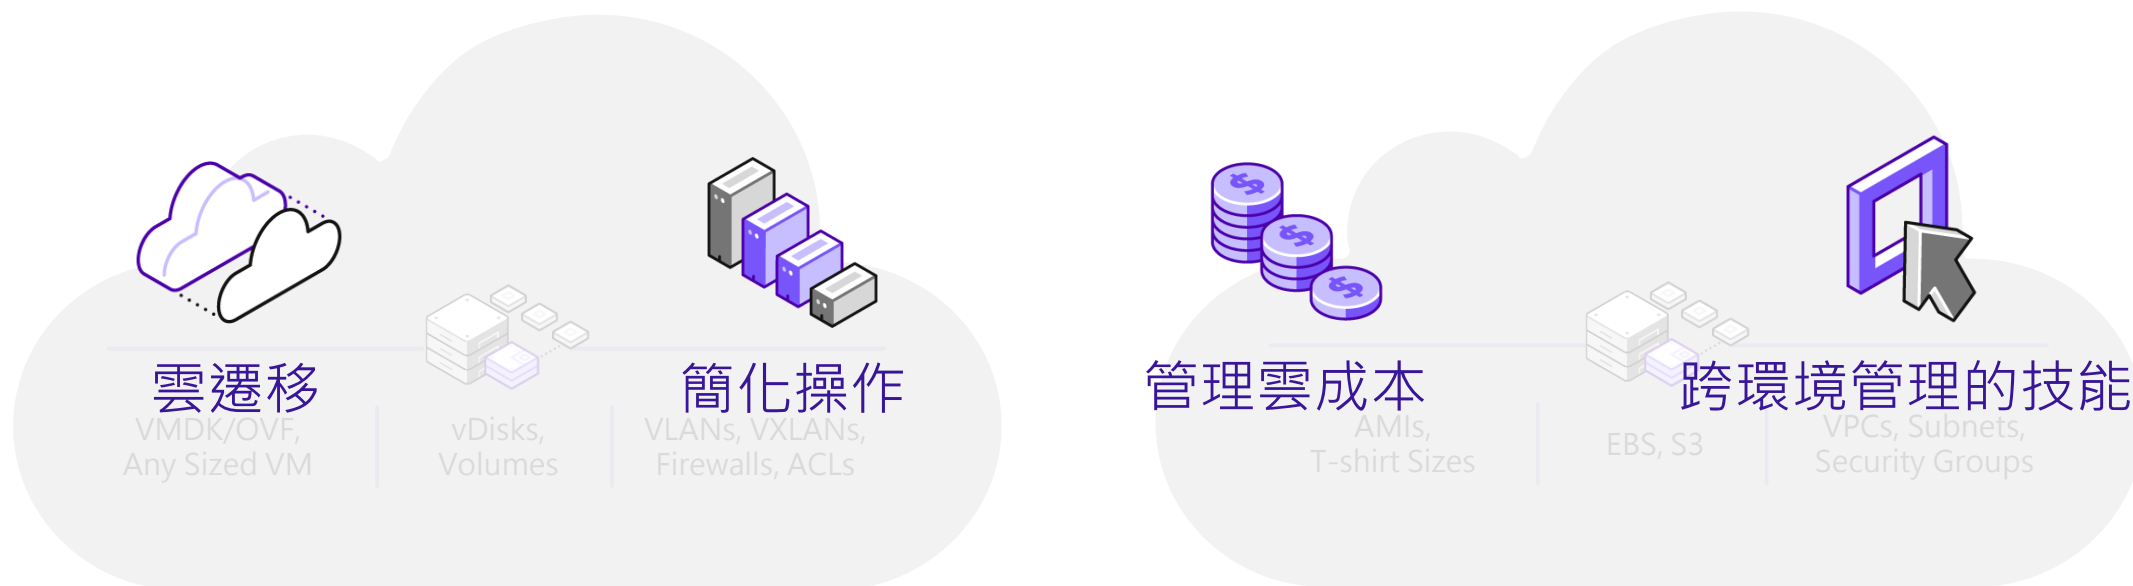 雲遷移
簡化操作
管理雲成本
跨環境管理的技能
VMDK/OVF,
Any Sized VM
vDisks,
Volumes
VLANs, VXLANs,
Firewalls, ACLs
AMIs,
T-shirt Sizes
EBS, S3
VPCs, Subnets,
Security Groups